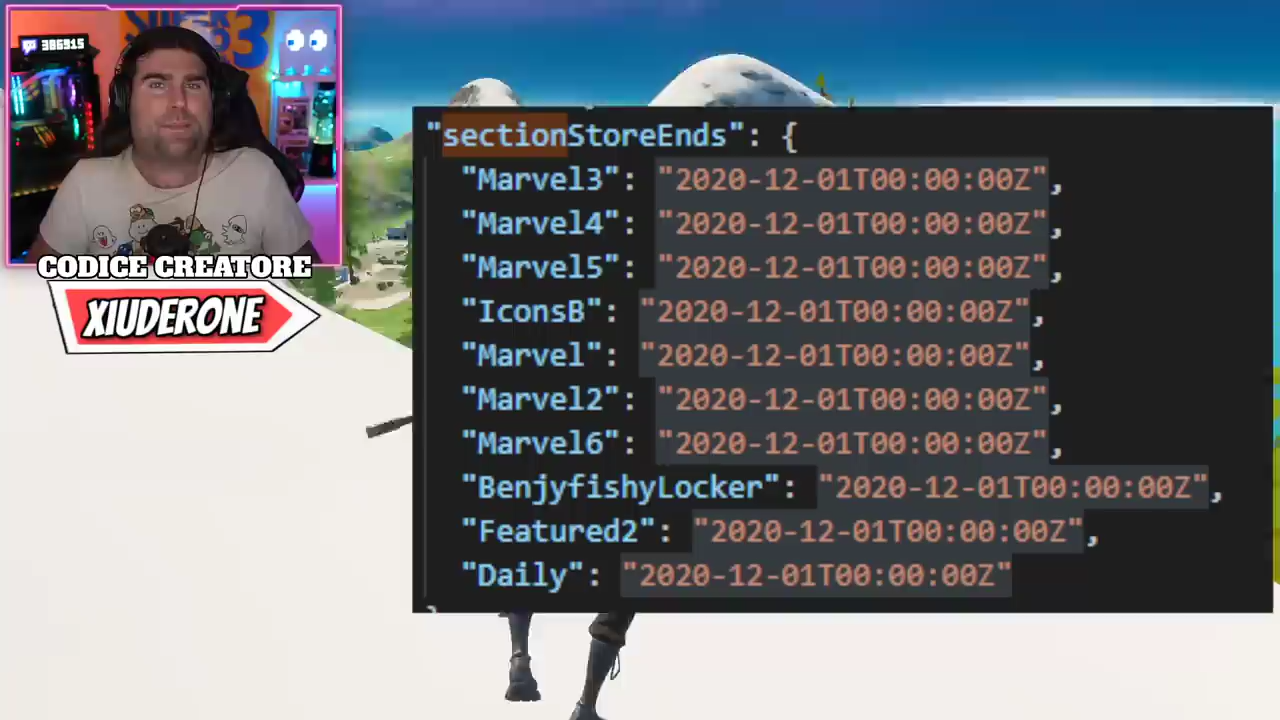 386915
CODICE CREATORE
XIUDERONE
"sectionStoreEnds": {
"Marvel3": "2020-12-01T00:00:00Z",
"Marvel4": "2020-12-01T00:00:00Z",
"Marvel5": "2020-12-01T00:00:00Z",
"IconsB": "2020-12-01T00:00:00Z",
"Marvel": "2020-12-01T00:00:00Z",
"Marvel2": "2020-12-01T00:00:00Z",
"Marvel6": "2020-12-01T00:00:00Z",
"BenjyfishyLocker": "2020-12-01T00:00:00Z",
"Featured2": "2020-12-01T00:00:00Z",
"Daily": "2020-12-01T00:00:00Z"